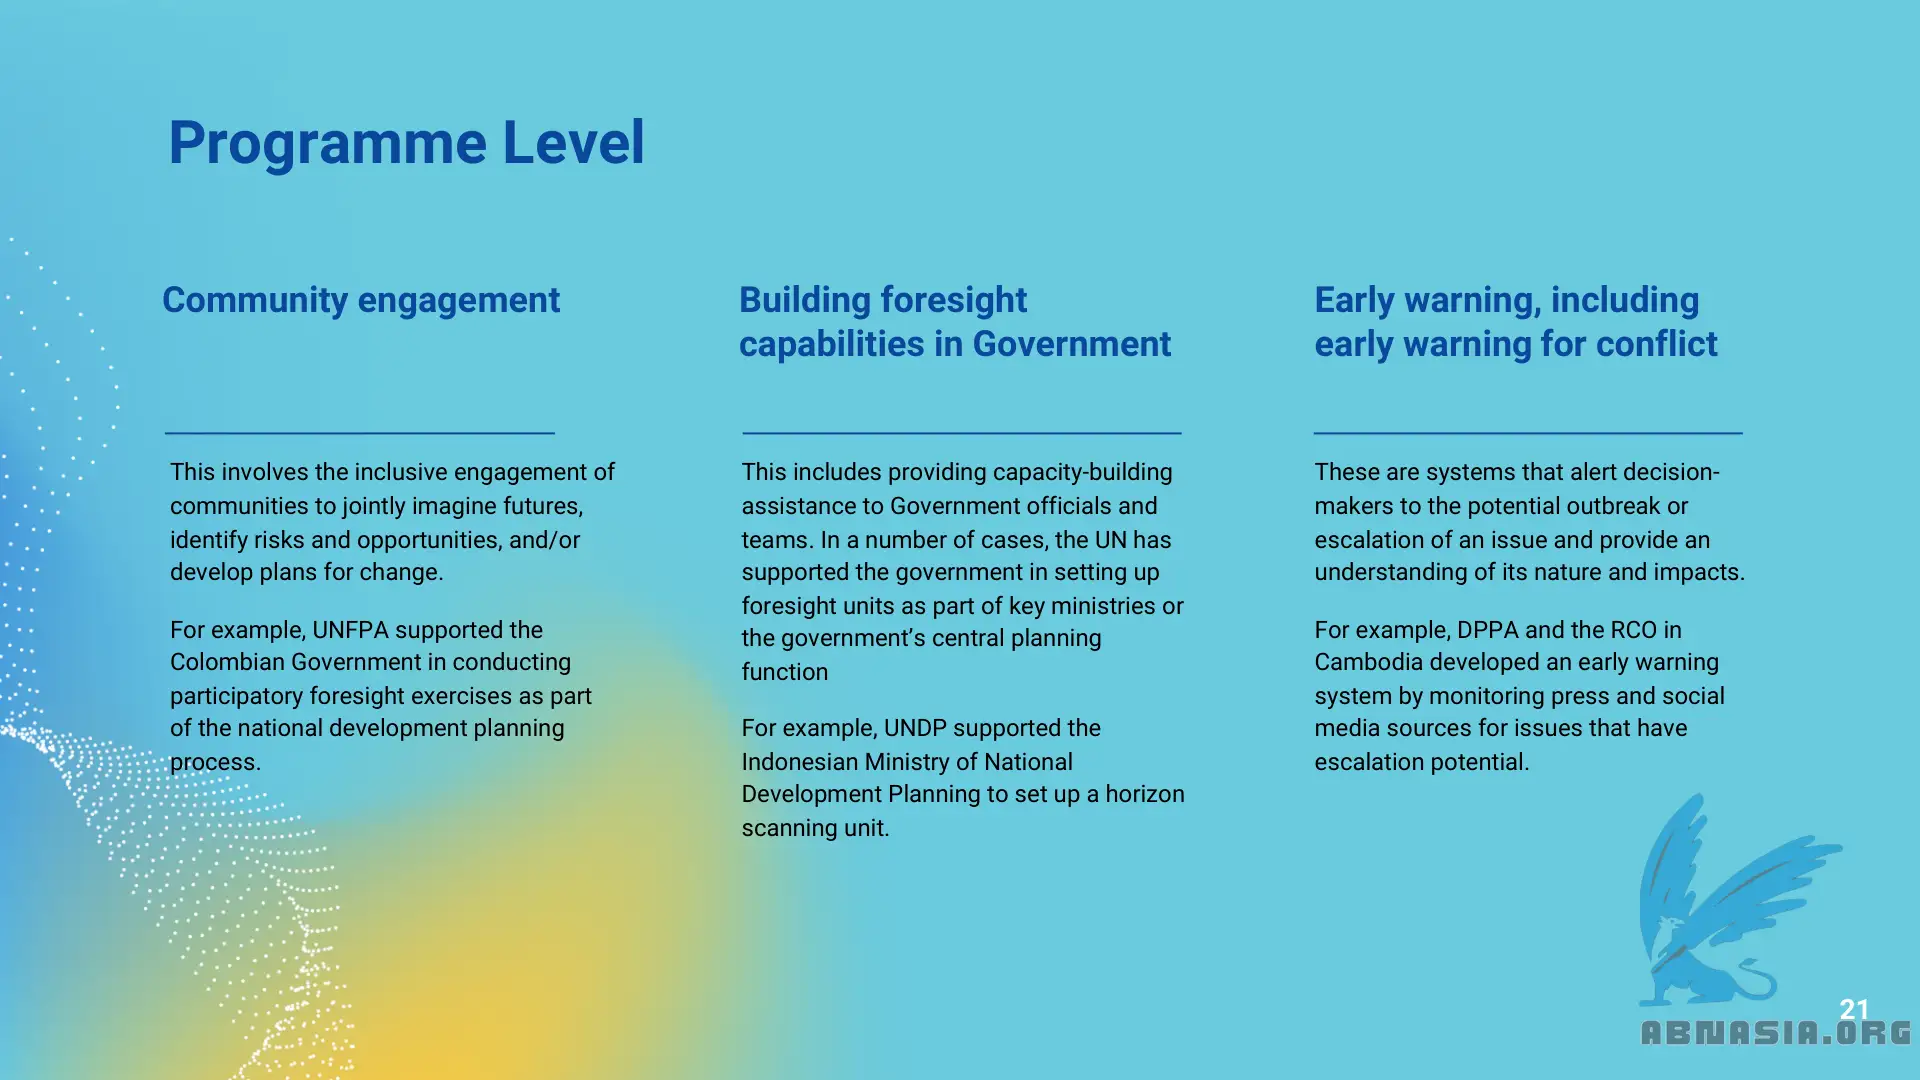 Programme Level
Community engagement
This involves the inclusive engagement of
communities to jointly imagine futures,
identify risks and opportunities, and/or
develop plans for change.
For example, UNFPA supported the
Colombian Government in conducting
participatory foresight exercises as part
of the national development planning
process.
Building foresight
capabilities in Government
This includes providing capacity-building
assistance to Government officials and
teams. In a number of cases, the UN has
supported the government in setting up
foresight units as part of key ministries or
the government’s central planning
function
For example, UNDP supported the
Indonesian Ministry of National
Development Planning to set up a horizon
scanning unit.
Early warning, including
early warning for conflict
These are systems that alert decision-
makers to the potential outbreak or
escalation of an issue and provide an
understanding of its nature and impacts.
For example, DPPA and the RCO in
Cambodia developed an early warning
system by monitoring press and social
media sources for issues that have
escalation potential.
21
ABNASIA.ORG